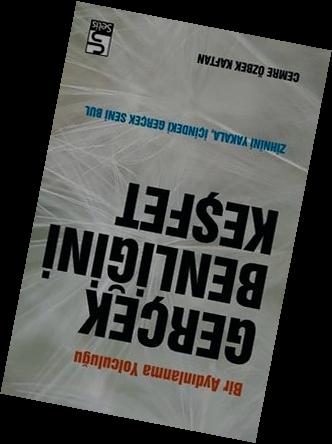 Bir Aydınlanma Yolculuğu
GERÇEK
BENLİĞİNİ
KEŞFET
ZİHNİNİ YAKALA, İÇİNDEKİ GERÇEK SENİ BUL
CEMRE ÖZBEK KAFTAN
Selis